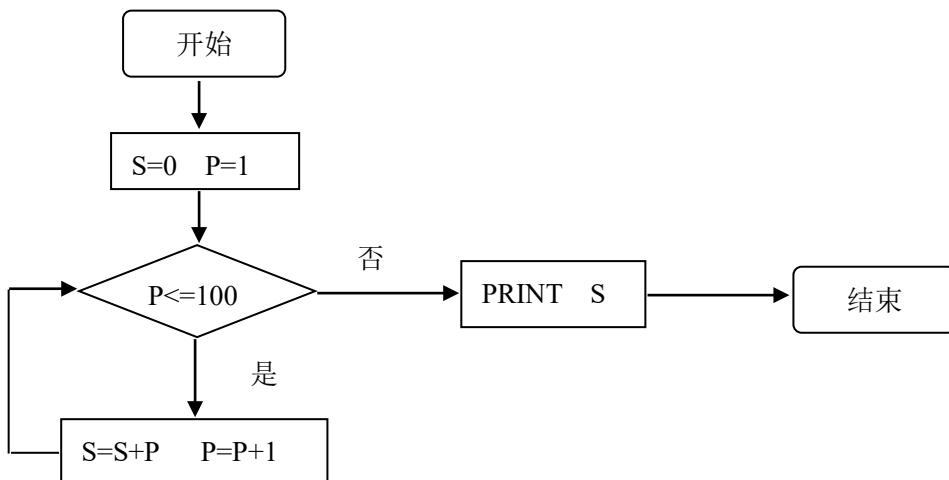 开始
S=0 P=1
否
P<=100
PRINT S
结束
是
S=S+P P=P+1